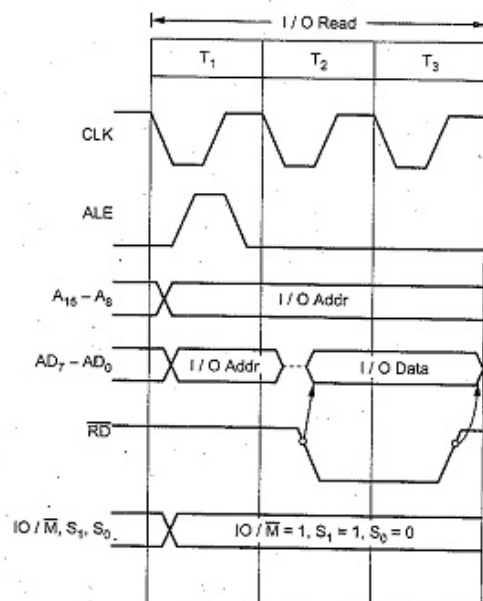 I / O Read
T₁ T₂ T₃
CLK
ALE
A₁₅ – A₈ I / O Addr
AD₇ – AD₀ I / O Addr I / O Data
R̅D̅
IO / M̅, S₁, S₀ IO / M̅ = 1, S₁ = 1, S₀ = 0